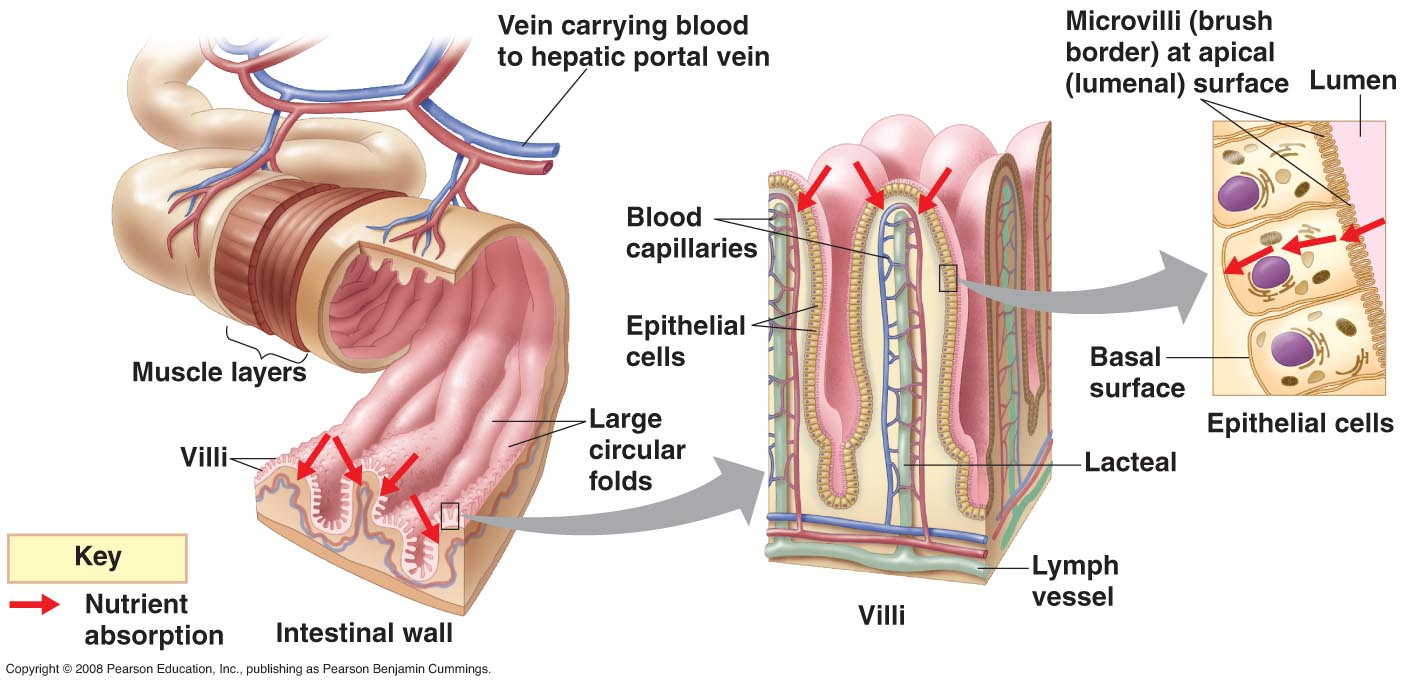 Vein carrying blood
to hepatic portal vein
Muscle layers
Villi
Large
circular
folds
Key
Nutrient
absorption
Intestinal wall
Blood
capillaries
Epithelial
cells
Lacteal
Lymph
vessel
Villi
Microvilli (brush
border) at apical
(lumenal) surface
Lumen
Basal
surface
Epithelial cells
Copyright © 2008 Pearson Education, Inc., publishing as Pearson Benjamin Cummings.